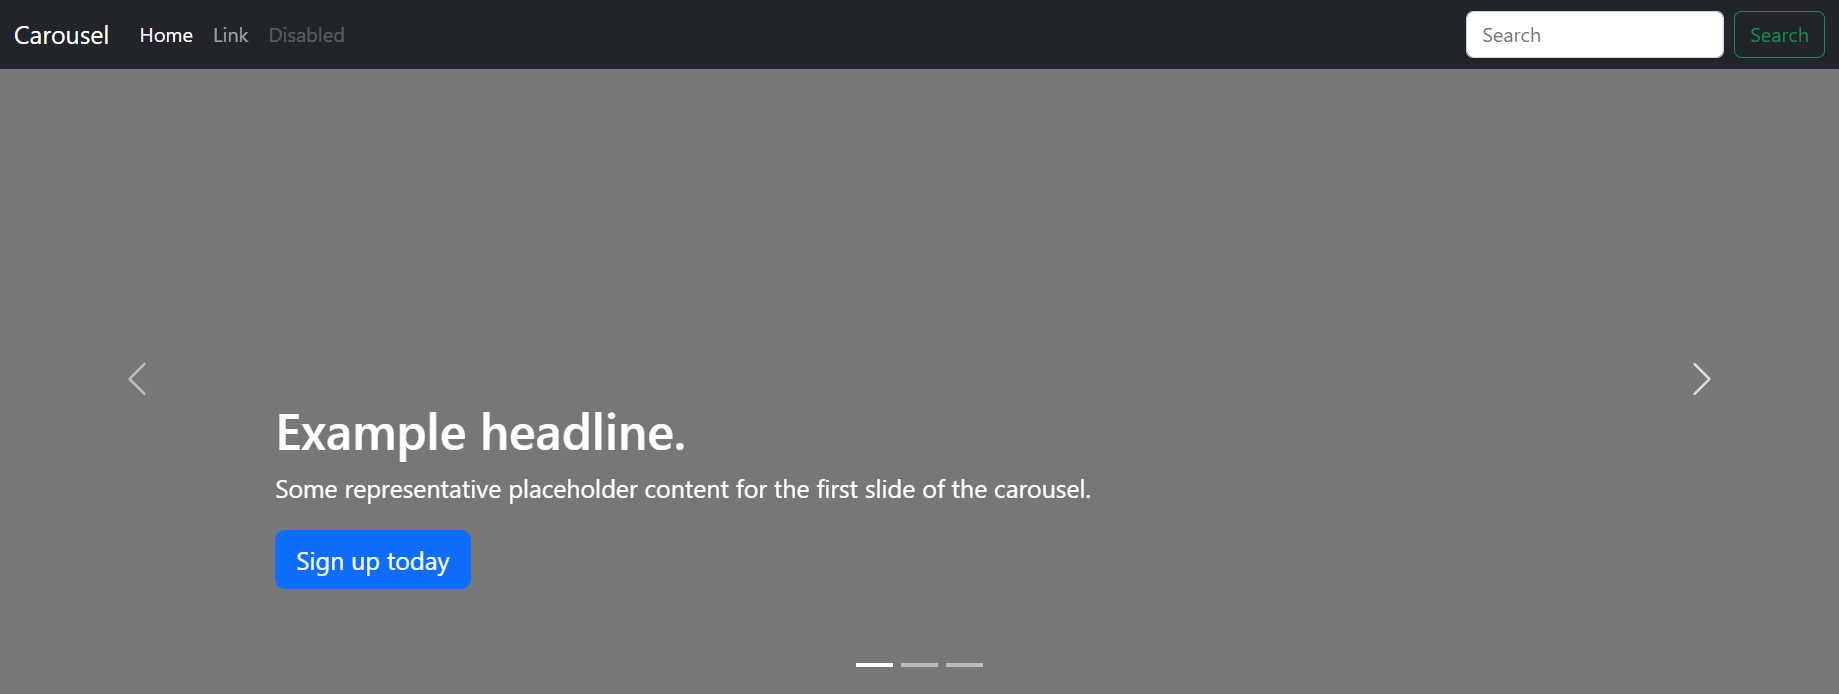 Carousel Home Link Disabled Search Search
Example headline.
Some representative placeholder content for the first slide of the carousel.
Sign up today